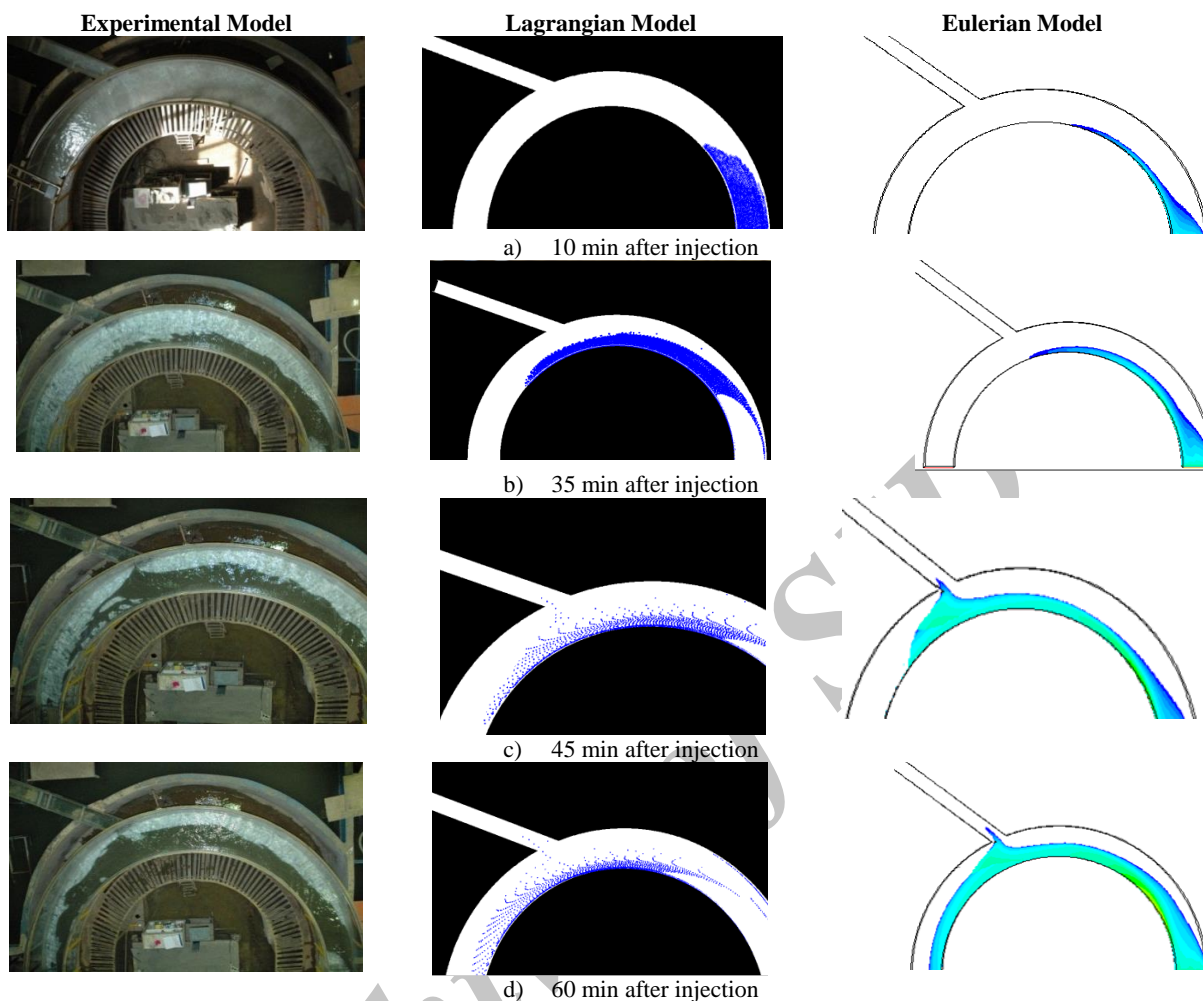 Experimental Model Lagrangian Model Eulerian Model
a) 10 min after injection
b) 35 min after injection
c) 45 min after injection
d) 60 min after injection